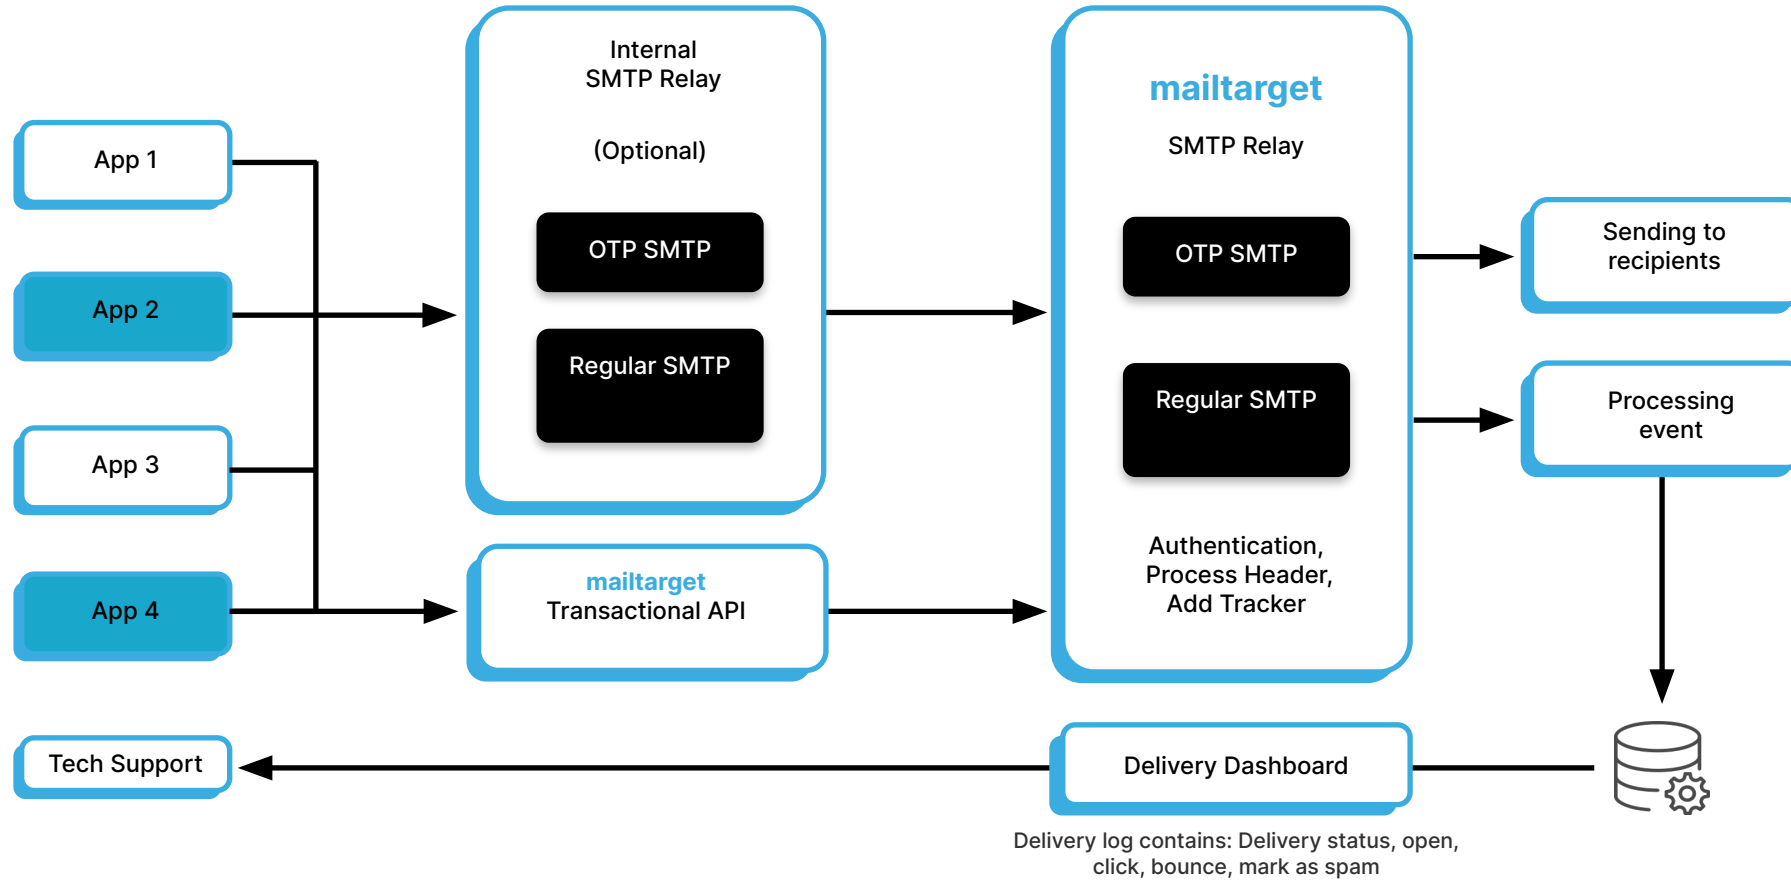 Internal
SMTP Relay
(Optional)
OTP SMTP
Regular SMTP
mailtarget
SMTP Relay
OTP SMTP
Regular SMTP
Authentication,
Process Header,
Add Tracker
App 1
App 2
App 3
App 4
mailtarget
Transactional API
Sending to
recipients
Processing
event
Tech Support
Delivery Dashboard
Delivery log contains: Delivery status, open,
click, bounce, mark as spam